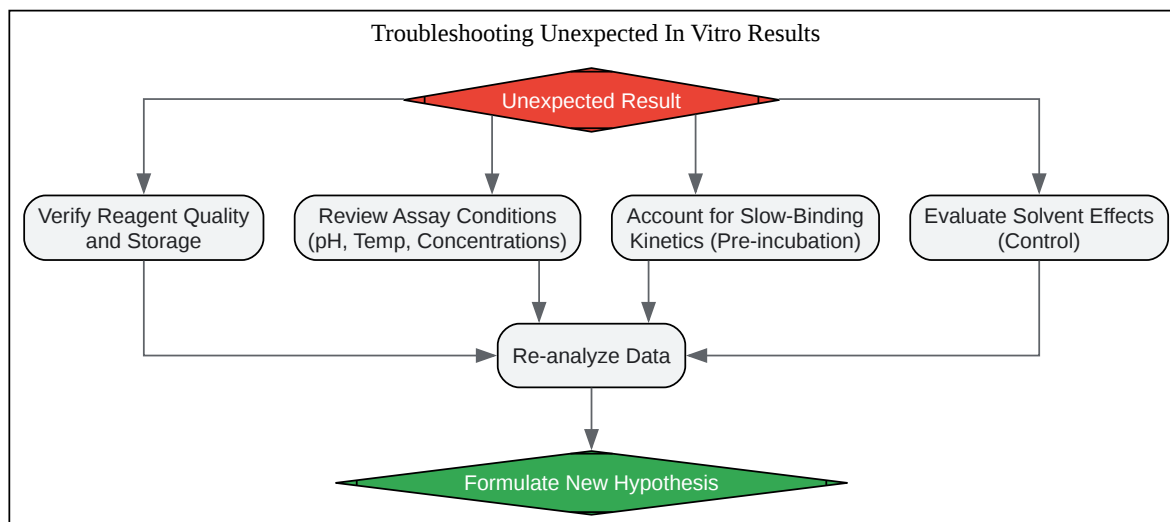 Troubleshooting Unexpected In Vitro Results
Unexpected Result
Verify Reagent Quality
and Storage
Review Assay Conditions
(pH, Temp, Concentrations)
Account for Slow-Binding
Kinetics (Pre-incubation)
Evaluate Solvent Effects
(Control)
Re-analyze Data
Formulate New Hypothesis